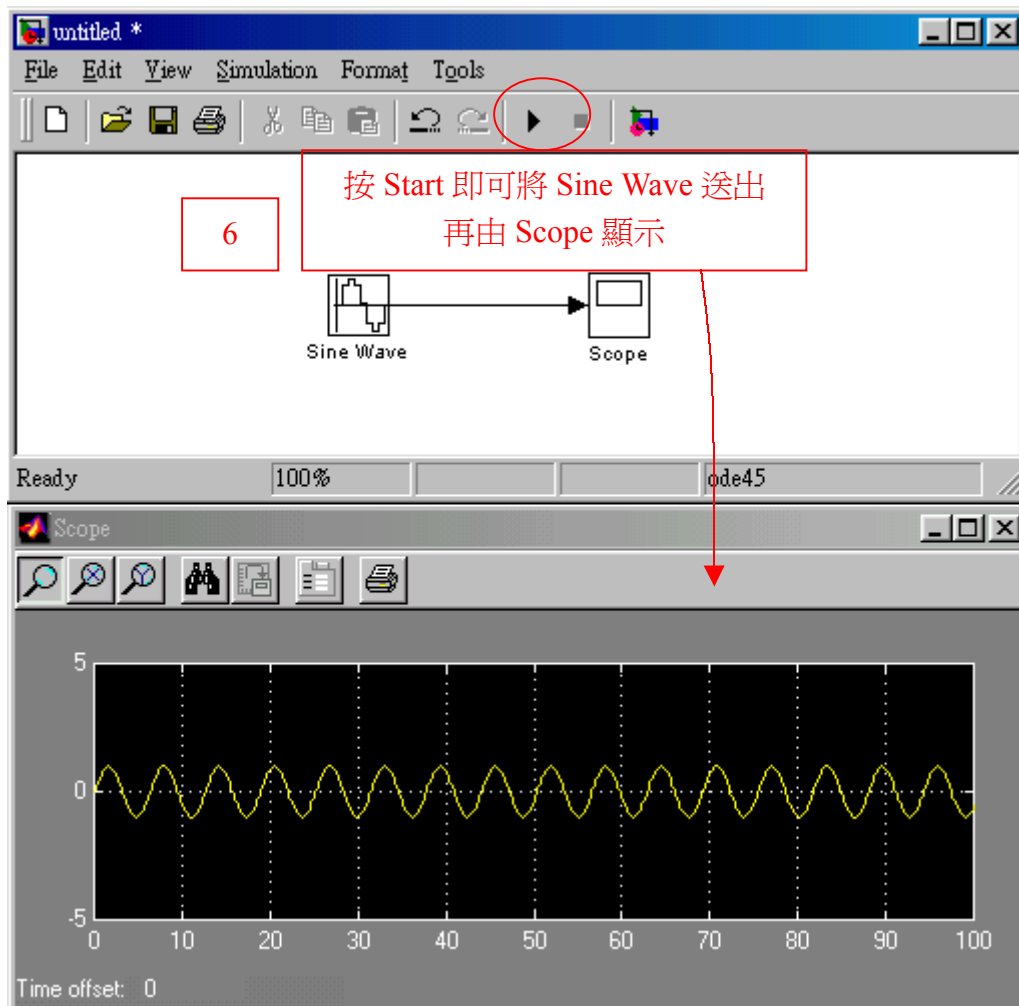 untitled *
File Edit View Simulation Format Tools
按 Start 即可將 Sine Wave 送出
再由 Scope 顯示
6
Sine Wave
Scope
Ready
100%
ode45
Scope
5
0
-5
0 10 20 30 40 50 60 70 80 90 100
Time offset: 0